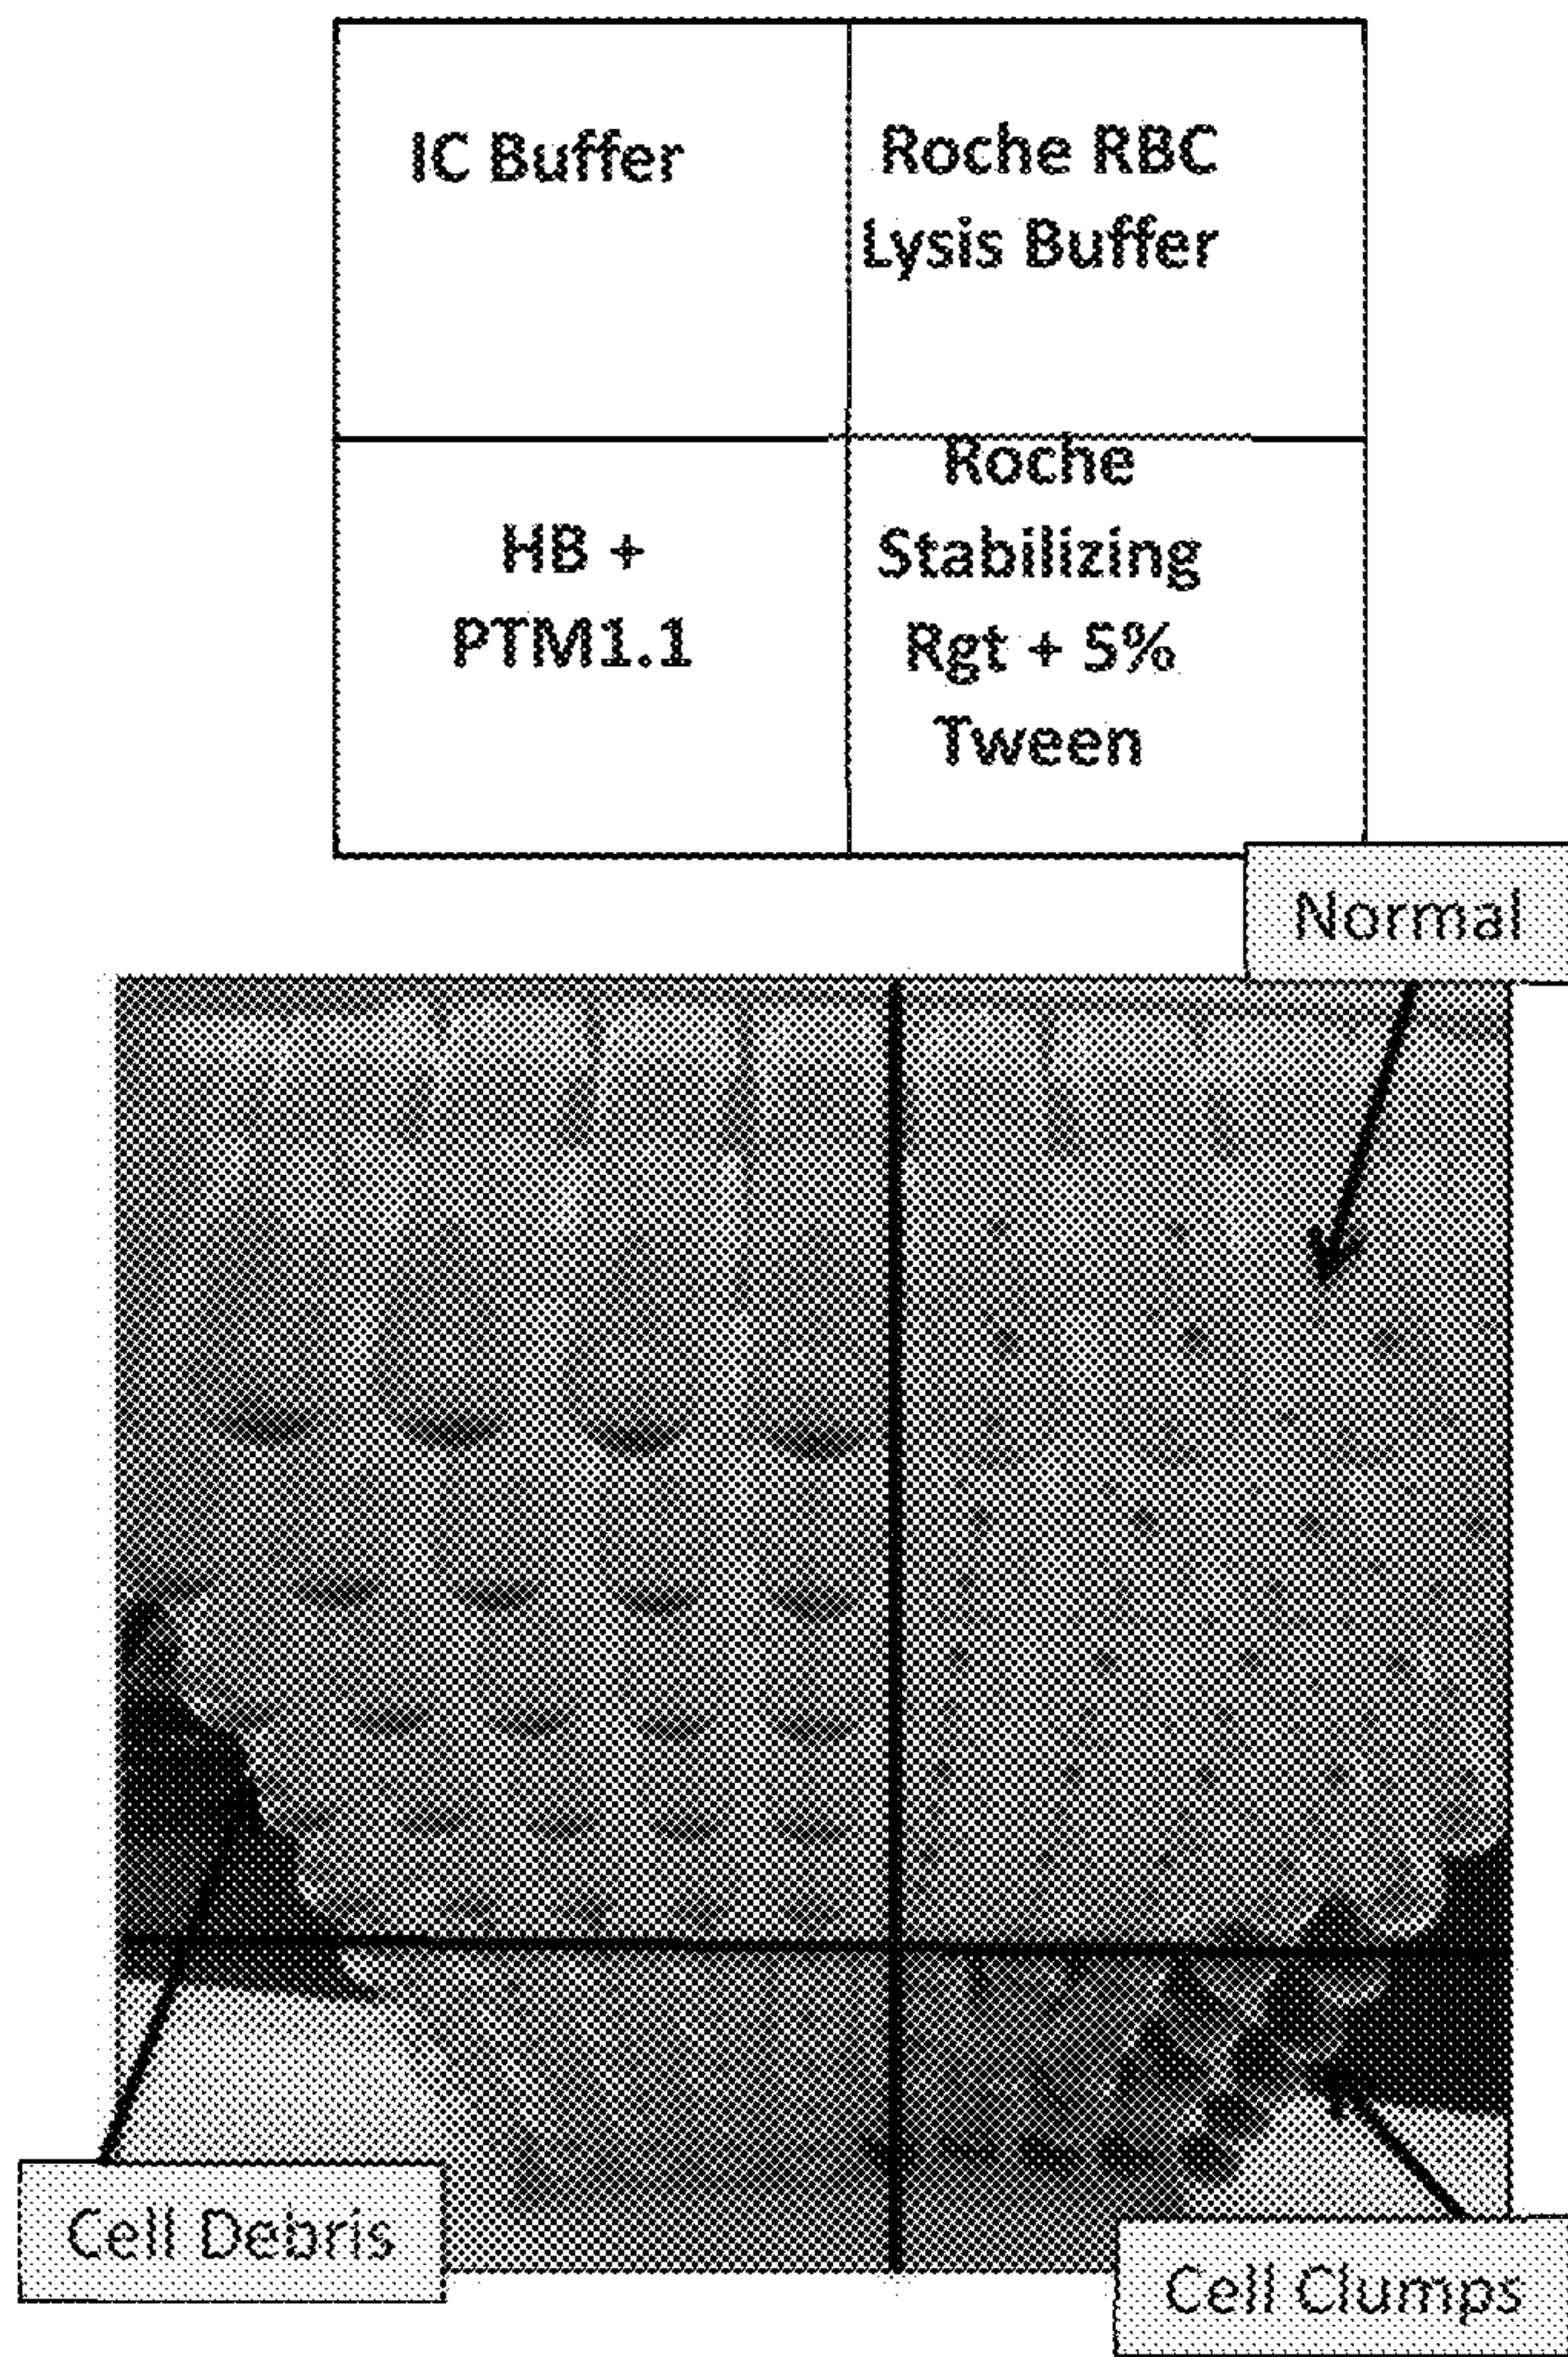 IC Buffer
Roche RBC
Lysis Buffer
HB +
PTM1.1
Roche
Stabilizing
Rgt + 5%
Tween
Normal
Cell Debris
Cell Clumps